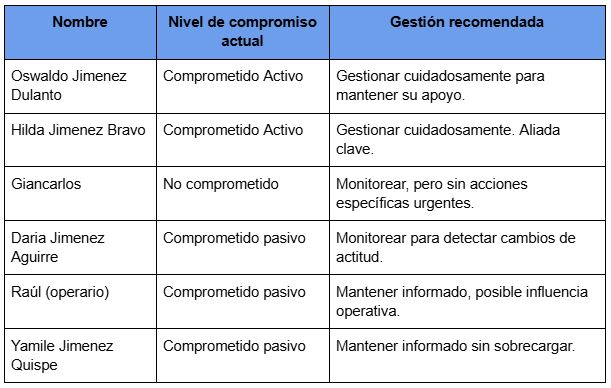 Nombre
Nivel de compromiso
actual
Gestión recomendada
Oswaldo Jimenez
Dulanto
Comprometido Activo
Gestionar cuidadosamente para
mantener su apoyo.
Hilda Jimenez Bravo
Comprometido Activo
Gestionar cuidadosamente. Aliada
clave.
Giancarlos
No comprometido
Monitorear, pero sin acciones
específicas urgentes.
Daria Jimenez
Aguirre
Comprometido pasivo
Monitorear para detectar cambios de
actitud.
Raúl (operario)
Comprometido pasivo
Mantener informado, posible influencia
operativa.
Yamile Jimenez
Quispe
Comprometido pasivo
Mantener informado sin sobrecargar.